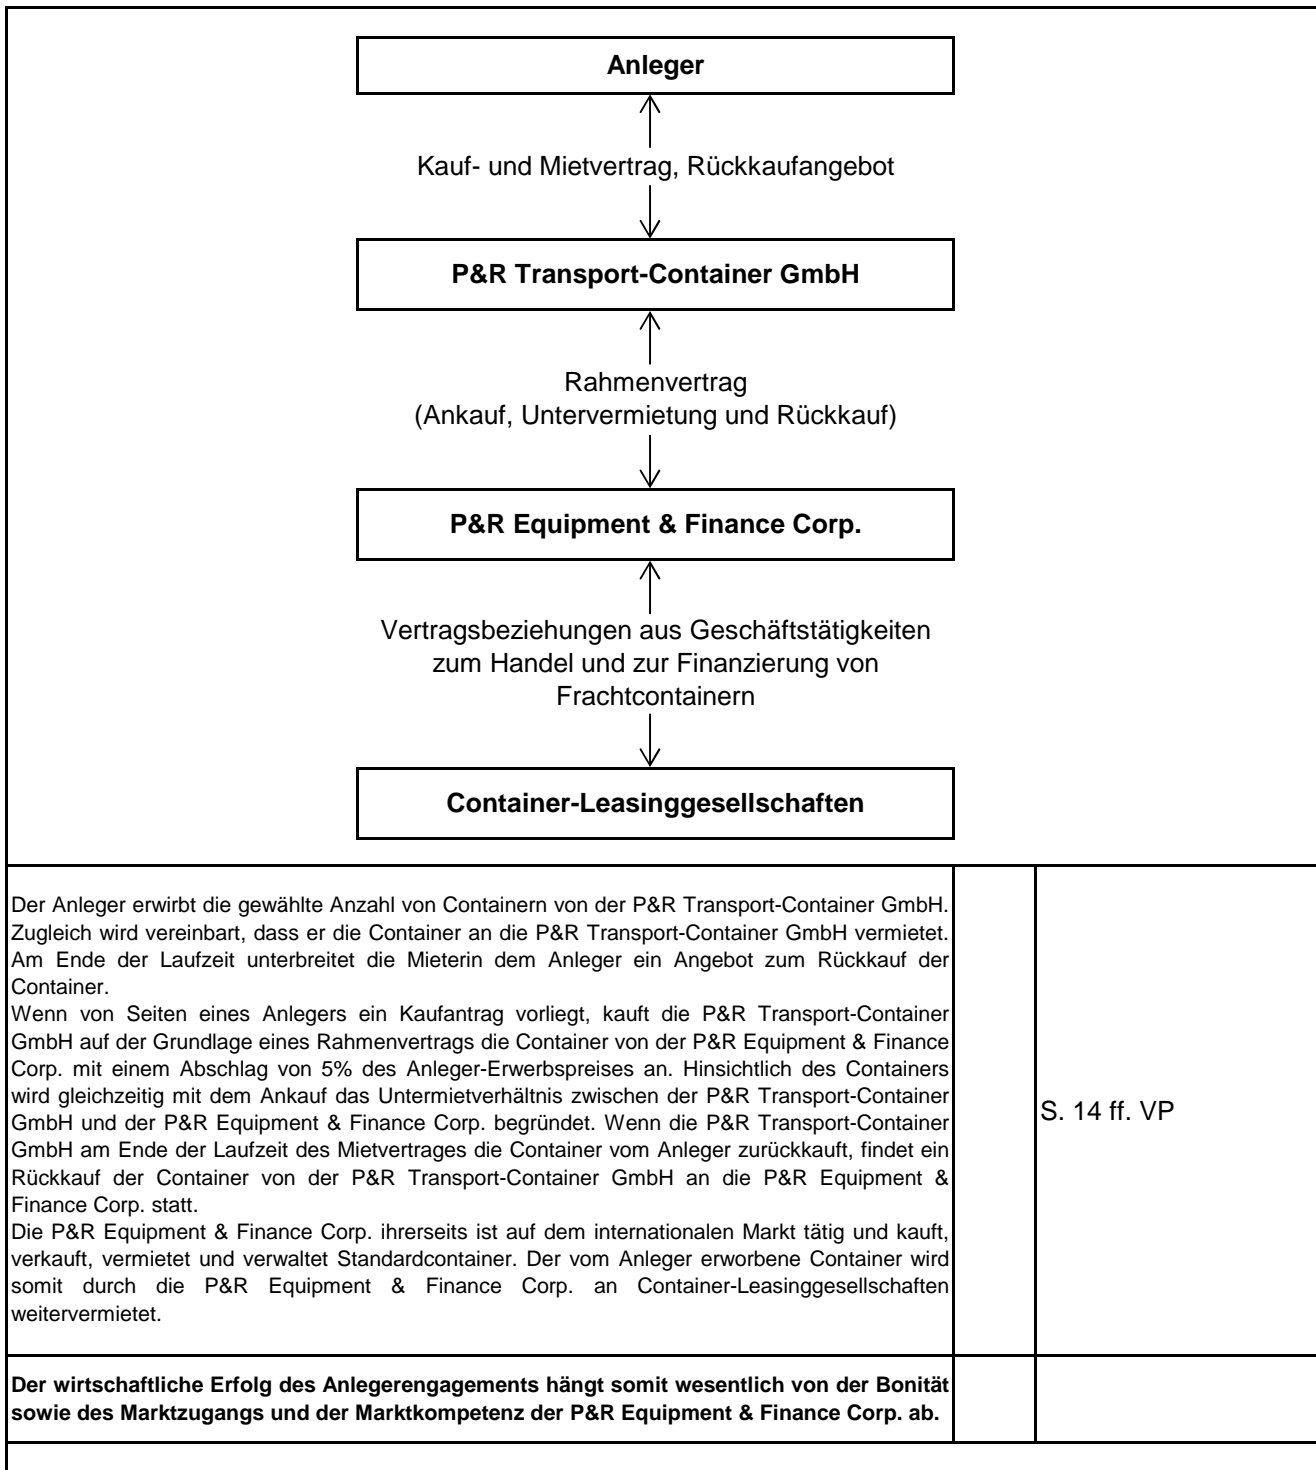 Anleger
Kauf- und Mietvertrag, Rückkaufangebot
P&R Transport-Container GmbH
Rahmenvertrag
(Ankauf, Untervermietung und Rückkauf)
P&R Equipment & Finance Corp.
Vertragsbeziehungen aus Geschäftstätigkeiten
zum Handel und zur Finanzierung von
Frachtcontainern
Container-Leasinggesellschaften
Der Anleger erwirbt die gewählte Anzahl von Containern von der P&R Transport-Container GmbH.
Zugleich wird vereinbart, dass er die Container an die P&R Transport-Container GmbH vermietet.
Am Ende der Laufzeit unterbreitet die Mieterin dem Anleger ein Angebot zum Rückkauf der
Container.
Wenn von Seiten eines Anlegers ein Kaufantrag vorliegt, kauft die P&R Transport-Container
GmbH auf der Grundlage eines Rahmenvertrags die Container von der P&R Equipment & Finance
Corp. mit einem Abschlag von 5% des Anleger-Erwerbspreises an. Hinsichtlich des Containers
wird gleichzeitig mit dem Ankauf das Untermietverhältnis zwischen der P&R Transport-Container
GmbH und der P&R Equipment & Finance Corp. begründet. Wenn die P&R Transport-Container
GmbH am Ende der Laufzeit des Mietvertrages die Container vom Anleger zurückkauft, findet ein
Rückkauf der Container von der P&R Transport-Container GmbH an die P&R Equipment &
Finance Corp. statt.
Die P&R Equipment & Finance Corp. ihrerseits ist auf dem internationalen Markt tätig und kauft,
verkauft, vermietet und verwaltet Standardcontainer. Der vom Anleger erworbene Container wird
somit durch die P&R Equipment & Finance Corp. an Container-Leasinggesellschaften
weitervermietet.
S. 14 ff. VP
Der wirtschaftliche Erfolg des Anlegerengagements hängt somit wesentlich von der Bonität
sowie des Marktzugangs und der Marktkompetenz der P&R Equipment & Finance Corp. ab.